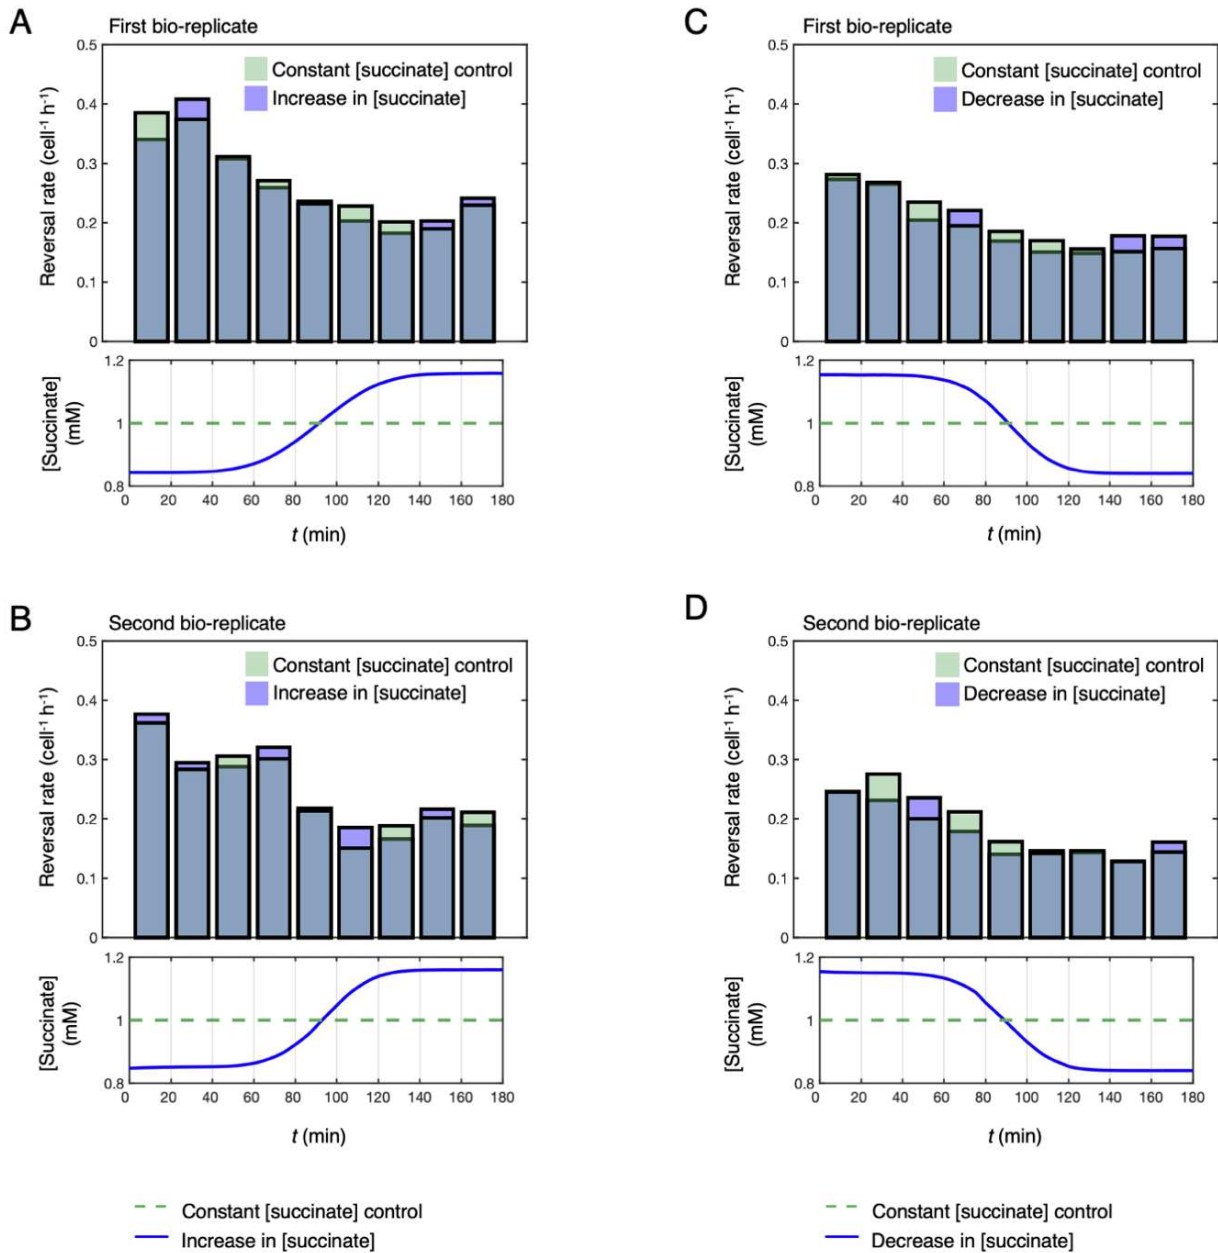 A
First bio-replicate
Constant [succinate] control
Increase in [succinate]
Reversal rate (cell⁻¹ h⁻¹)
0.5
0.4
0.3
0.2
0.1
0
[Succinate]
(mM)
1.2
1
0.8
0 20 40 60 80 100 120 140 160 180
t (min)
C
First bio-replicate
Constant [succinate] control
Decrease in [succinate]
Reversal rate (cell⁻¹ h⁻¹)
0.5
0.4
0.3
0.2
0.1
0
[Succinate]
(mM)
1.2
1
0.8
0 20 40 60 80 100 120 140 160 180
t (min)
B
Second bio-replicate
Constant [succinate] control
Increase in [succinate]
Reversal rate (cell⁻¹ h⁻¹)
0.5
0.4
0.3
0.2
0.1
0
[Succinate]
(mM)
1.2
1
0.8
0 20 40 60 80 100 120 140 160 180
t (min)
Constant [succinate] control
Increase in [succinate]
D
Second bio-replicate
Constant [succinate] control
Decrease in [succinate]
Reversal rate (cell⁻¹ h⁻¹)
0.5
0.4
0.3
0.2
0.1
0
[Succinate]
(mM)
1.2
1
0.8
0 20 40 60 80 100 120 140 160 180
t (min)
Constant [succinate] control
Decrease in [succinate]